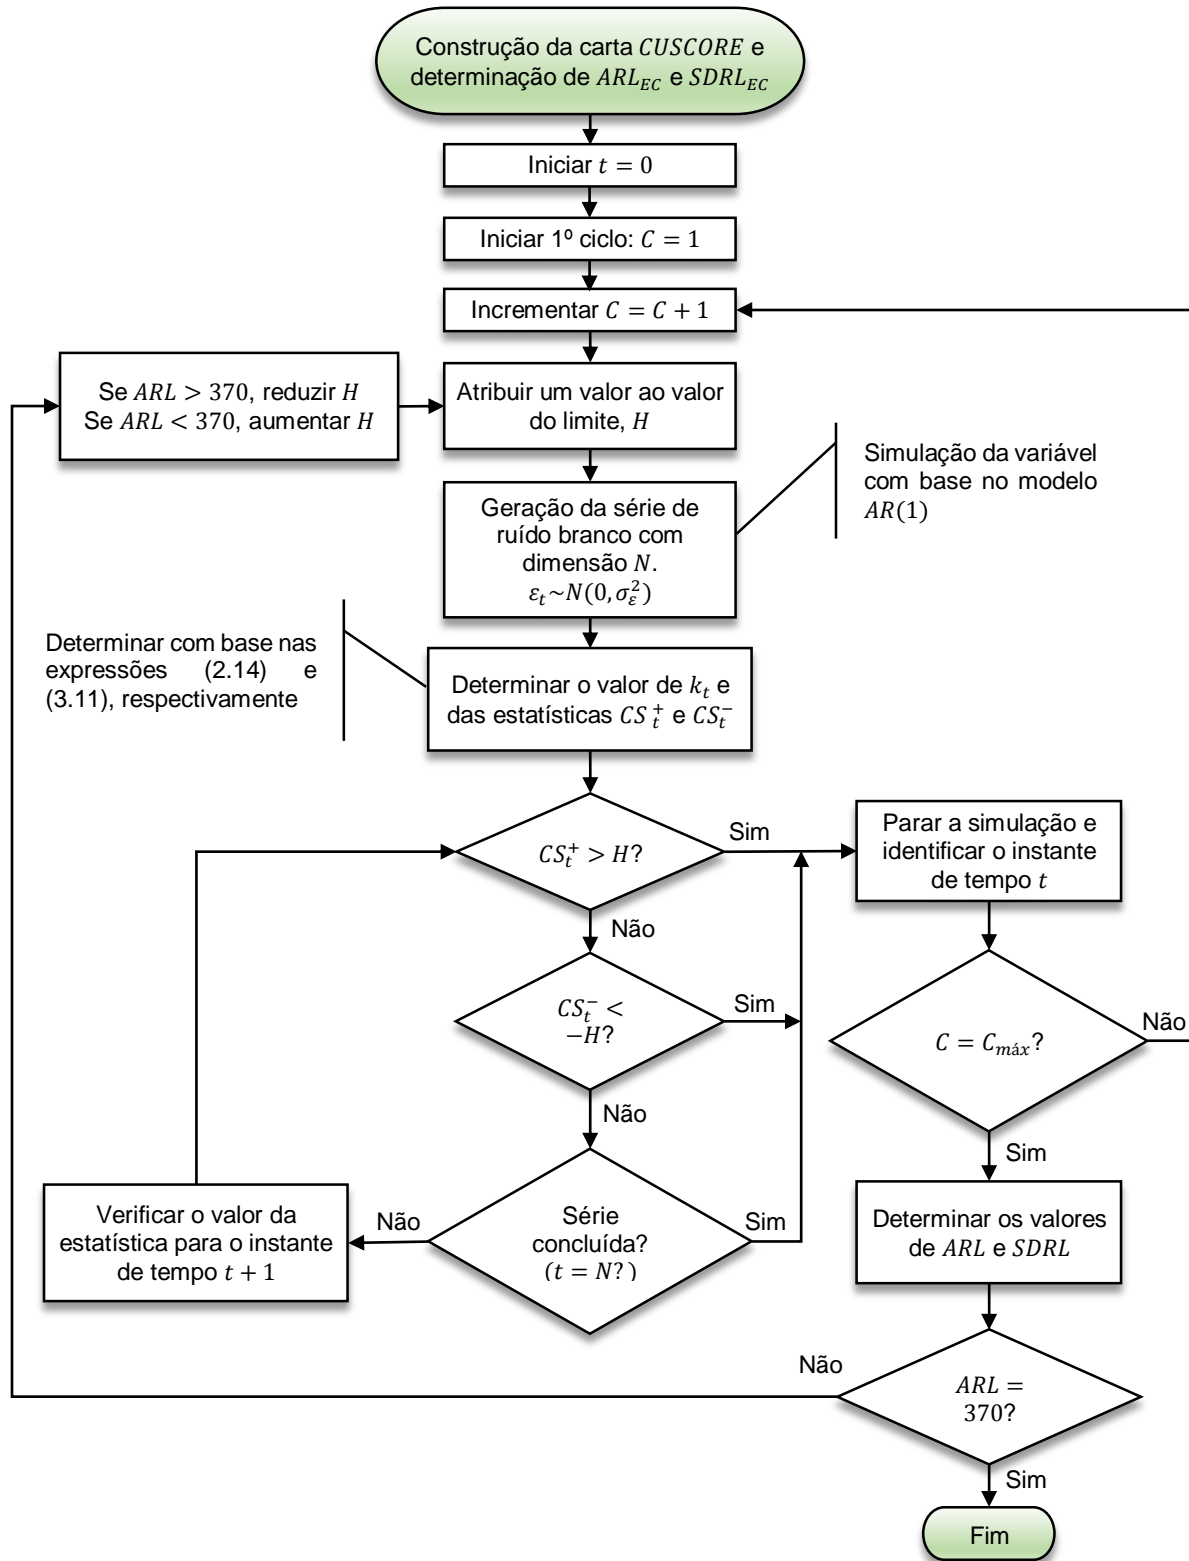 Construção da carta CUSCORE e
determinação de ARL_EC e SDRL_EC
Iniciar t = 0
Iniciar 1º ciclo: C = 1
Incrementar C = C + 1
Se ARL > 370, reduzir H
Se ARL < 370, aumentar H
Atribuir um valor ao valor
do limite, H
Simulação da variável
com base no modelo
AR(1)
Geração da série de
ruído branco com
dimensão N.
ε_t~N(0, σ_ε^2)
Determinar com base nas
expressões (2.14) e
(3.11), respectivamente
Determinar o valor de k_t e
das estatísticas CS_t^+ e CS_t^-
CS_t^+ > H?
Sim
Parar a simulação e
identificar o instante
de tempo t
Não
CS_t^- <
−H?
Sim
C = C_máx?
Não
Não
Sim
Verificar o valor da
estatística para o instante
de tempo t + 1
Não
Série
concluída?
(t = N?)
Sim
Determinar os valores
de ARL e SDRL
Não
ARL =
370?
Sim
Fim